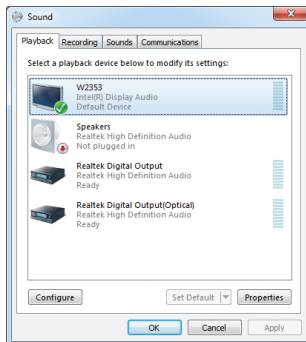 Sound
Playback Recording Sounds Communications
Select a playback device below to modify its settings:
W2353
Intel(R) Display Audio
Default Device
Speakers
Realtek High Definition Audio
Not plugged in
Realtek Digital Output
Realtek High Definition Audio
Ready
Realtek Digital Output(Optical)
Realtek High Definition Audio
Ready
Configure Set Default Properties
OK Cancel Apply